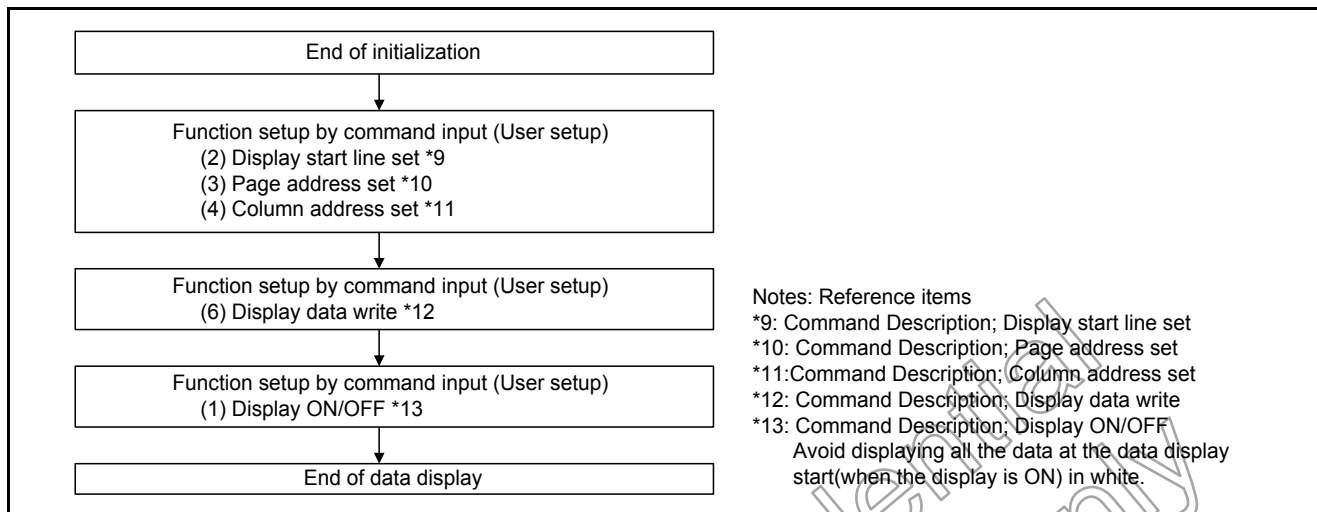 End of initialization
Function setup by command input (User setup)
(2) Display start line set *9
(3) Page address set *10
(4) Column address set *11
Function setup by command input (User setup)
(6) Display data write *12
Function setup by command input (User setup)
(1) Display ON/OFF *13
End of data display
Notes: Reference items
*9: Command Description; Display start line set
*10: Command Description; Page address set
*11:Command Description; Column address set
*12: Command Description; Display data write
*13: Command Description; Display ON/OFF
Avoid displaying all the data at the data display
start(when the display is ON) in white.